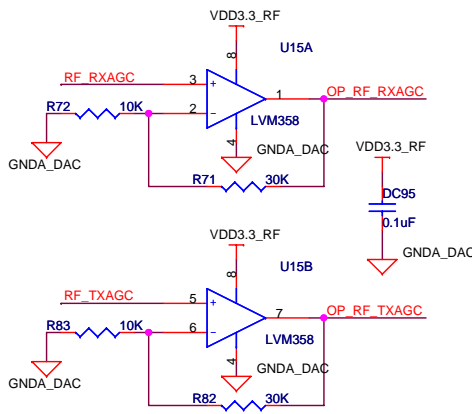 VDD3.3_RF
U15A
8
RF_RXAGC
3
+
1
OP_RF_RXAGC
R72
10K
2
−
LVM358
4
GNDA_DAC
GNDA_DAC
VDD3.3_RF
R71
30K
DC95
0.1uF
VDD3.3_RF
GNDA_DAC
U15B
8
RF_TXAGC
5
+
7
OP_RF_TXAGC
R83
10K
6
−
LVM358
4
GNDA_DAC
GNDA_DAC
R82
30K